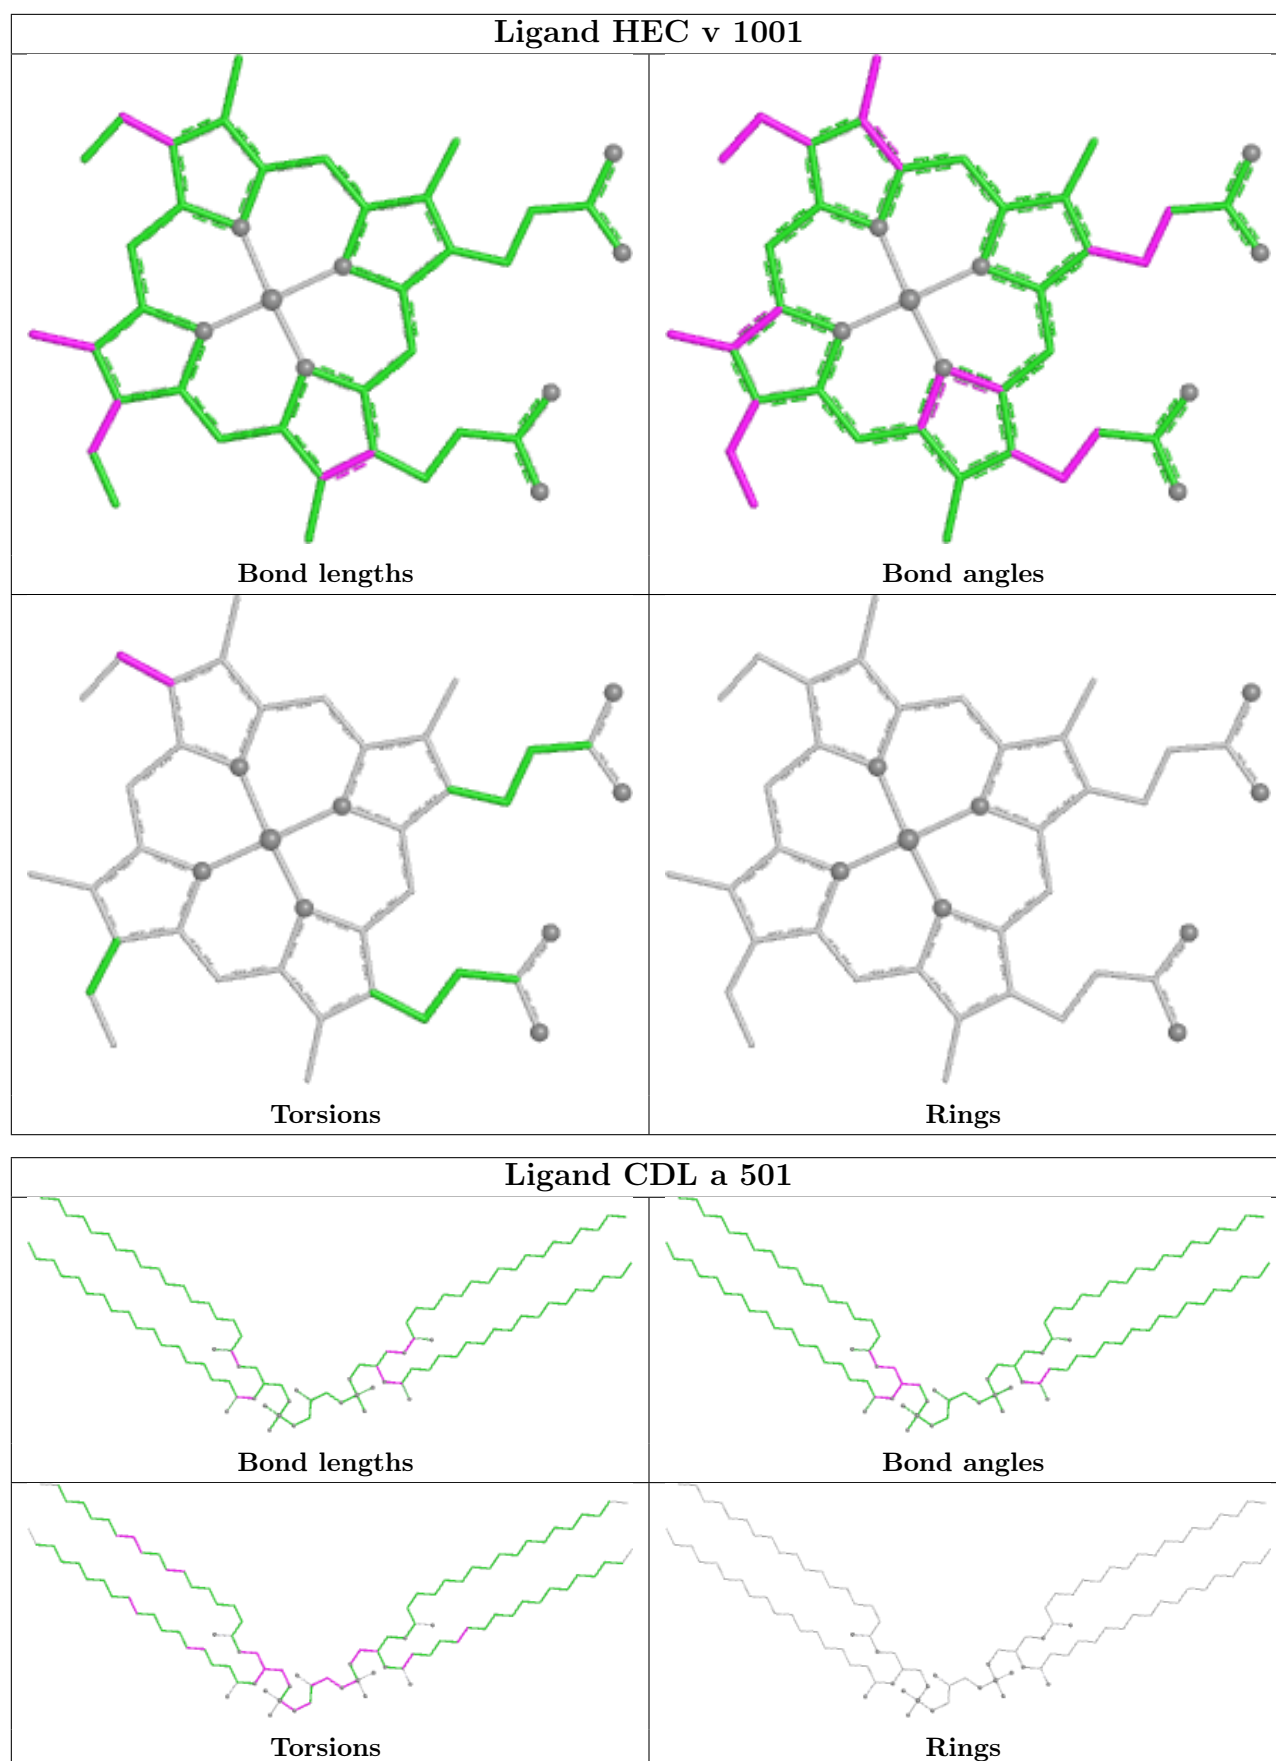 Ligand HEC v 1001
Bond lengths
Bond angles
Torsions
Rings
Ligand CDL a 501
Bond lengths
Bond angles
Torsions
Rings